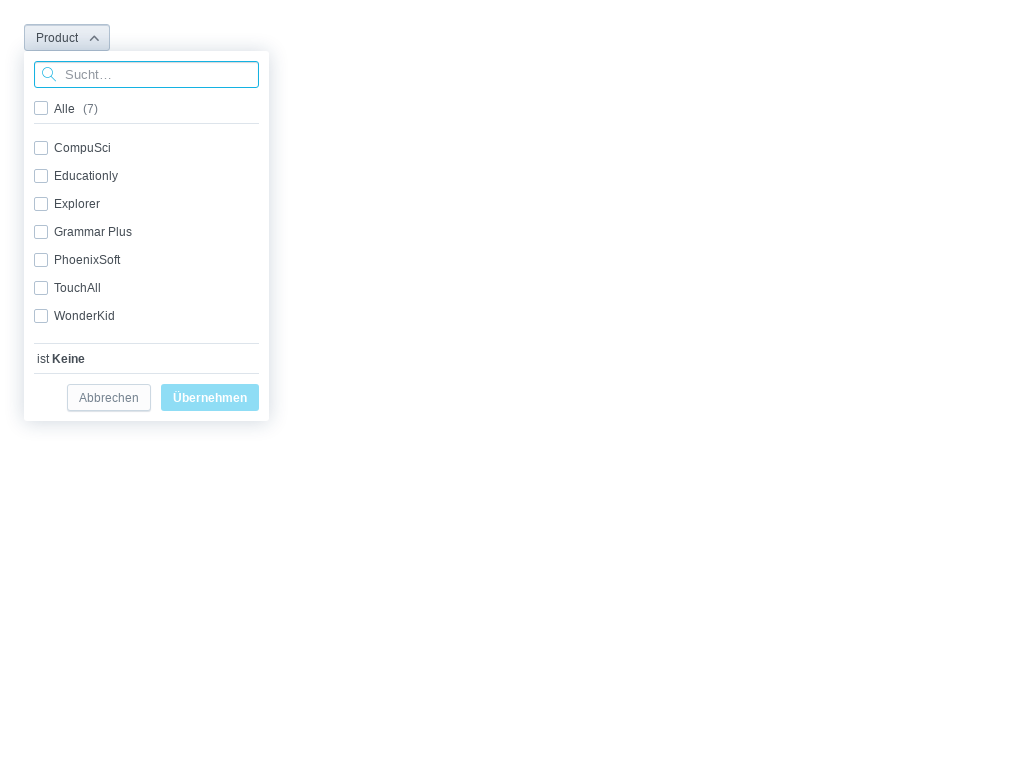 Product
Sucht…
Alle (7)
CompuSci
Educationly
Explorer
Grammar Plus
PhoenixSoft
TouchAll
WonderKid
ist Keine
Abbrechen Übernehmen